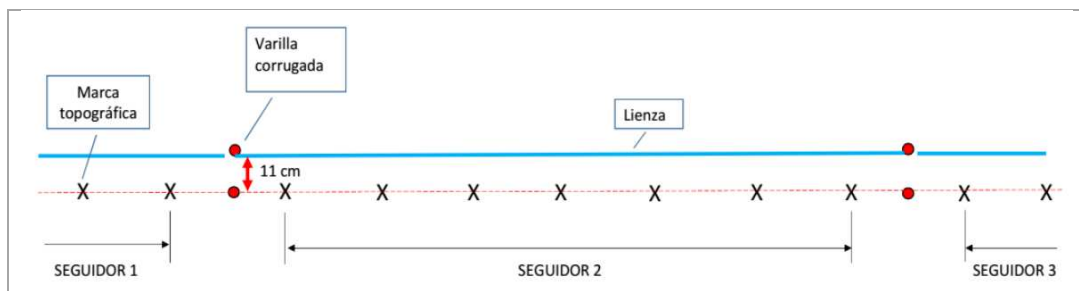 Varilla
corrugada
Marca
topográfica
Lienza
11 cm
X X X X X X X X X X X
SEGUIDOR 1
SEGUIDOR 2
SEGUIDOR 3